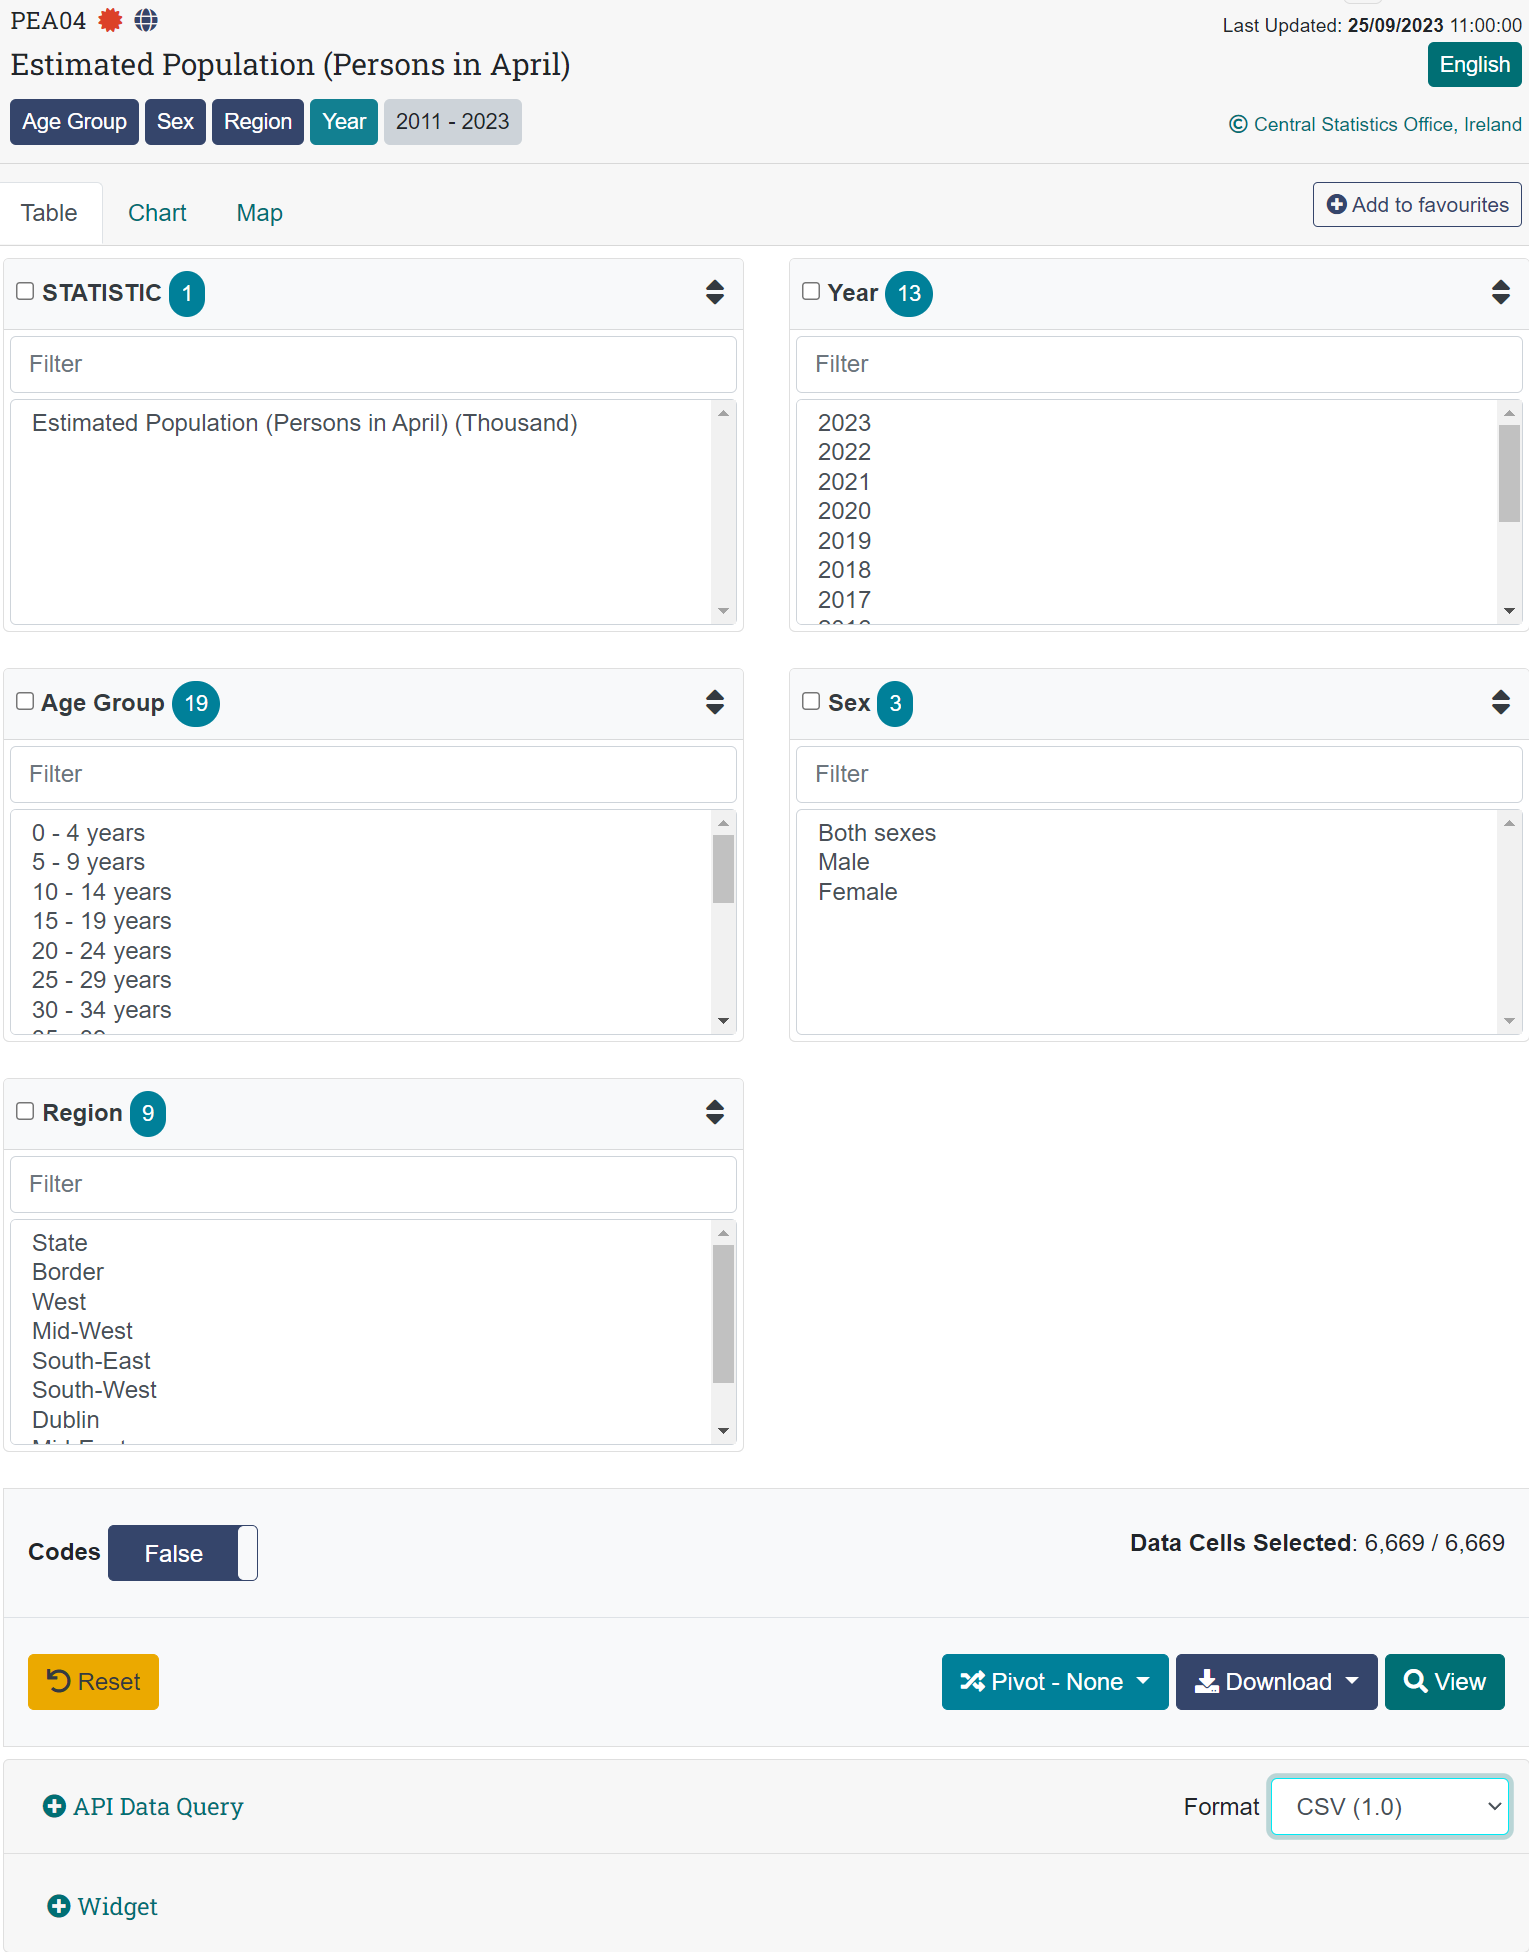 PEA04
Last Updated: 25/09/2023 11:00:00
Estimated Population (Persons in April)
English
Age Group Sex Region Year 2011 - 2023
© Central Statistics Office, Ireland
Table Chart Map
Add to favourites
STATISTIC 1
Filter
Estimated Population (Persons in April) (Thousand)
Year 13
Filter
2023
2022
2021
2020
2019
2018
2017
Age Group 19
Filter
0 - 4 years
5 - 9 years
10 - 14 years
15 - 19 years
20 - 24 years
25 - 29 years
30 - 34 years
Sex 3
Filter
Both sexes
Male
Female
Region 9
Filter
State
Border
West
Mid-West
South-East
South-West
Dublin
Codes False
Data Cells Selected: 6,669 / 6,669
Reset
Pivot - None
Download
View
API Data Query
Format CSV (1.0)
Widget